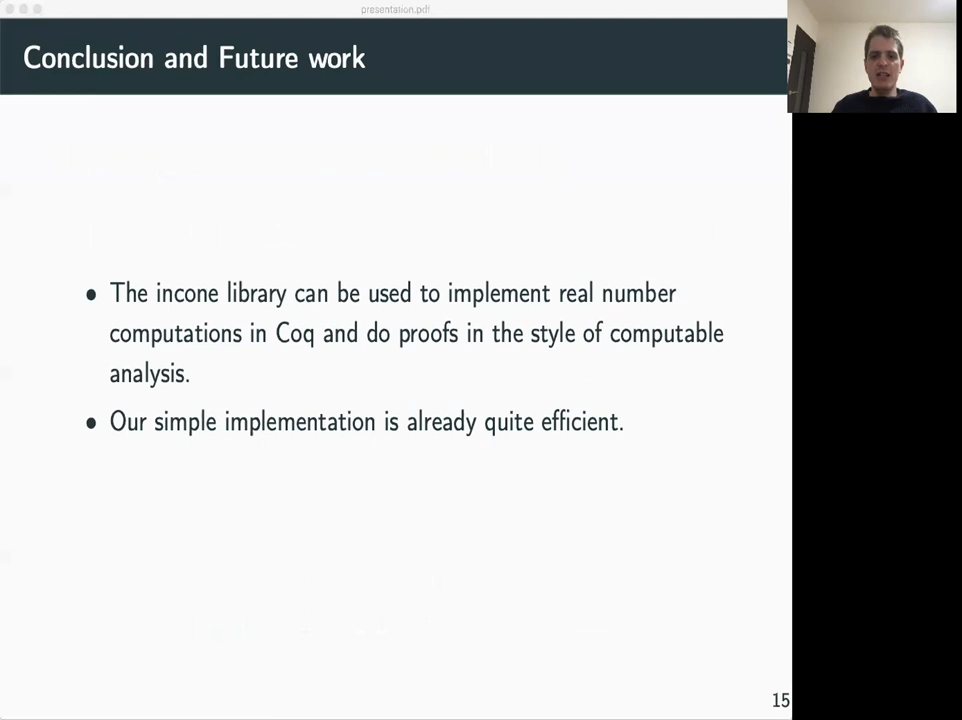 presentation.pdf
Conclusion and Future work
• The incone library can be used to implement real number
computations in Coq and do proofs in the style of computable
analysis.
• Our simple implementation is already quite efficient.
15